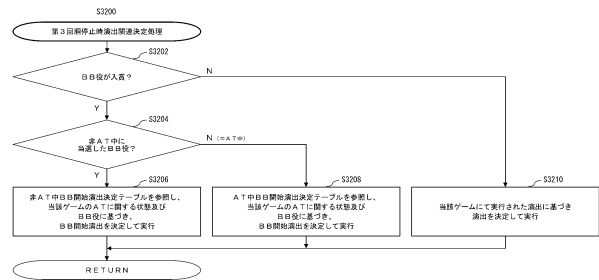 S3200
第３回胴停止時演出関連決定処理
S3202
ＢＢ役が入賞？
N
Y
S3204
非ＡＴ中に
当選したＢＢ役？
N（＝ＡＴ中）
Y
S3206
非ＡＴ中ＢＢ開始演出決定テーブルを参照し、
当該ゲームのＡＴに関する状態及び
ＢＢ役に基づき、
ＢＢ開始演出を決定して実行
S3208
ＡＴ中ＢＢ開始演出決定テーブルを参照し、
当該ゲームのＡＴに関する状態及び
ＢＢ役に基づき、
ＢＢ開始演出を決定して実行
S3210
当該ゲームにて実行された演出に基づき
演出を決定して実行
ＲＥＴＵＲＮ